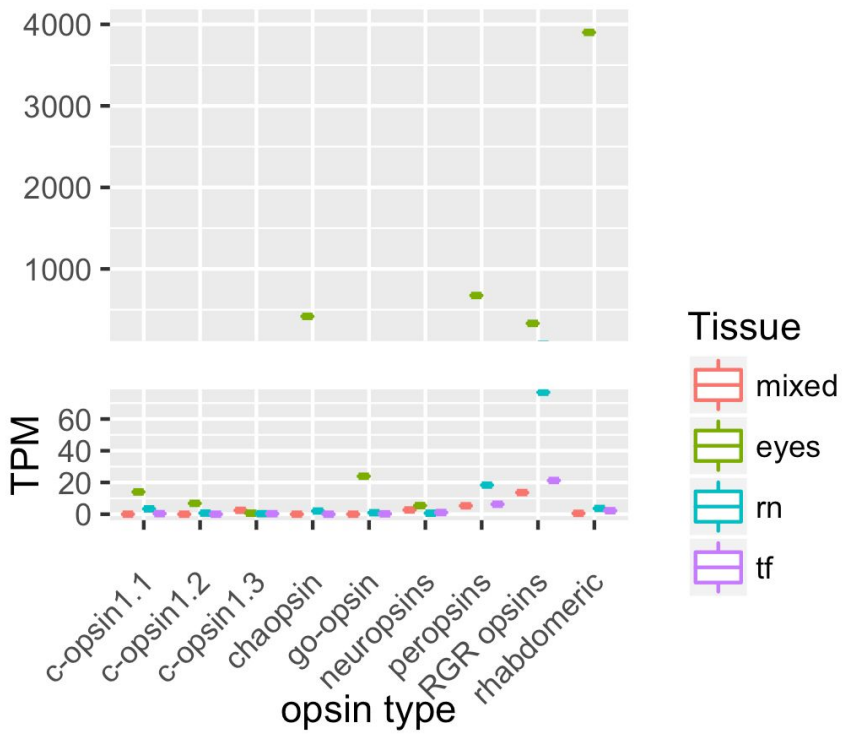 4000
3000
2000
1000
60
40
20
0
TPM
c-opsin1.1
c-opsin1.2
c-opsin1.3
chaopsin
go-opsin
neuropsins
peropsins
RGR opsins
rhabdomeric
opsin type
Tissue
mixed
eyes
rn
tf